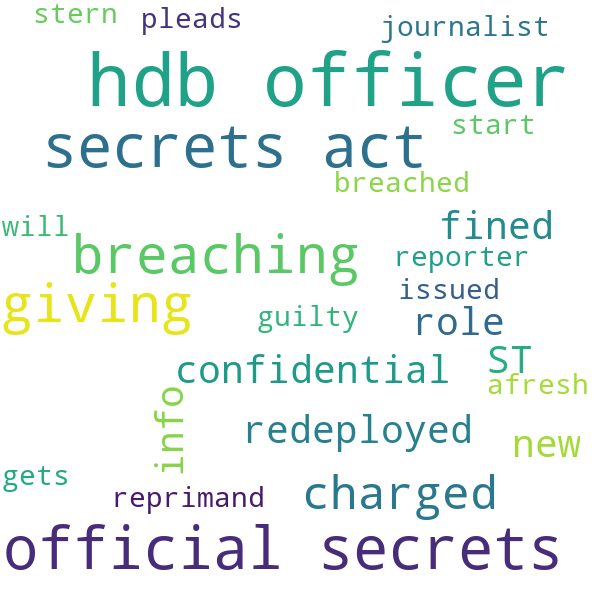 stern
pleads
journalist
hdb officer
start
secrets act
breached
will
fined
breaching
reporter
issued
giving
guilty
role
ST
confidential
afresh
info
redeployed
new
gets
reprimand
charged
official secrets